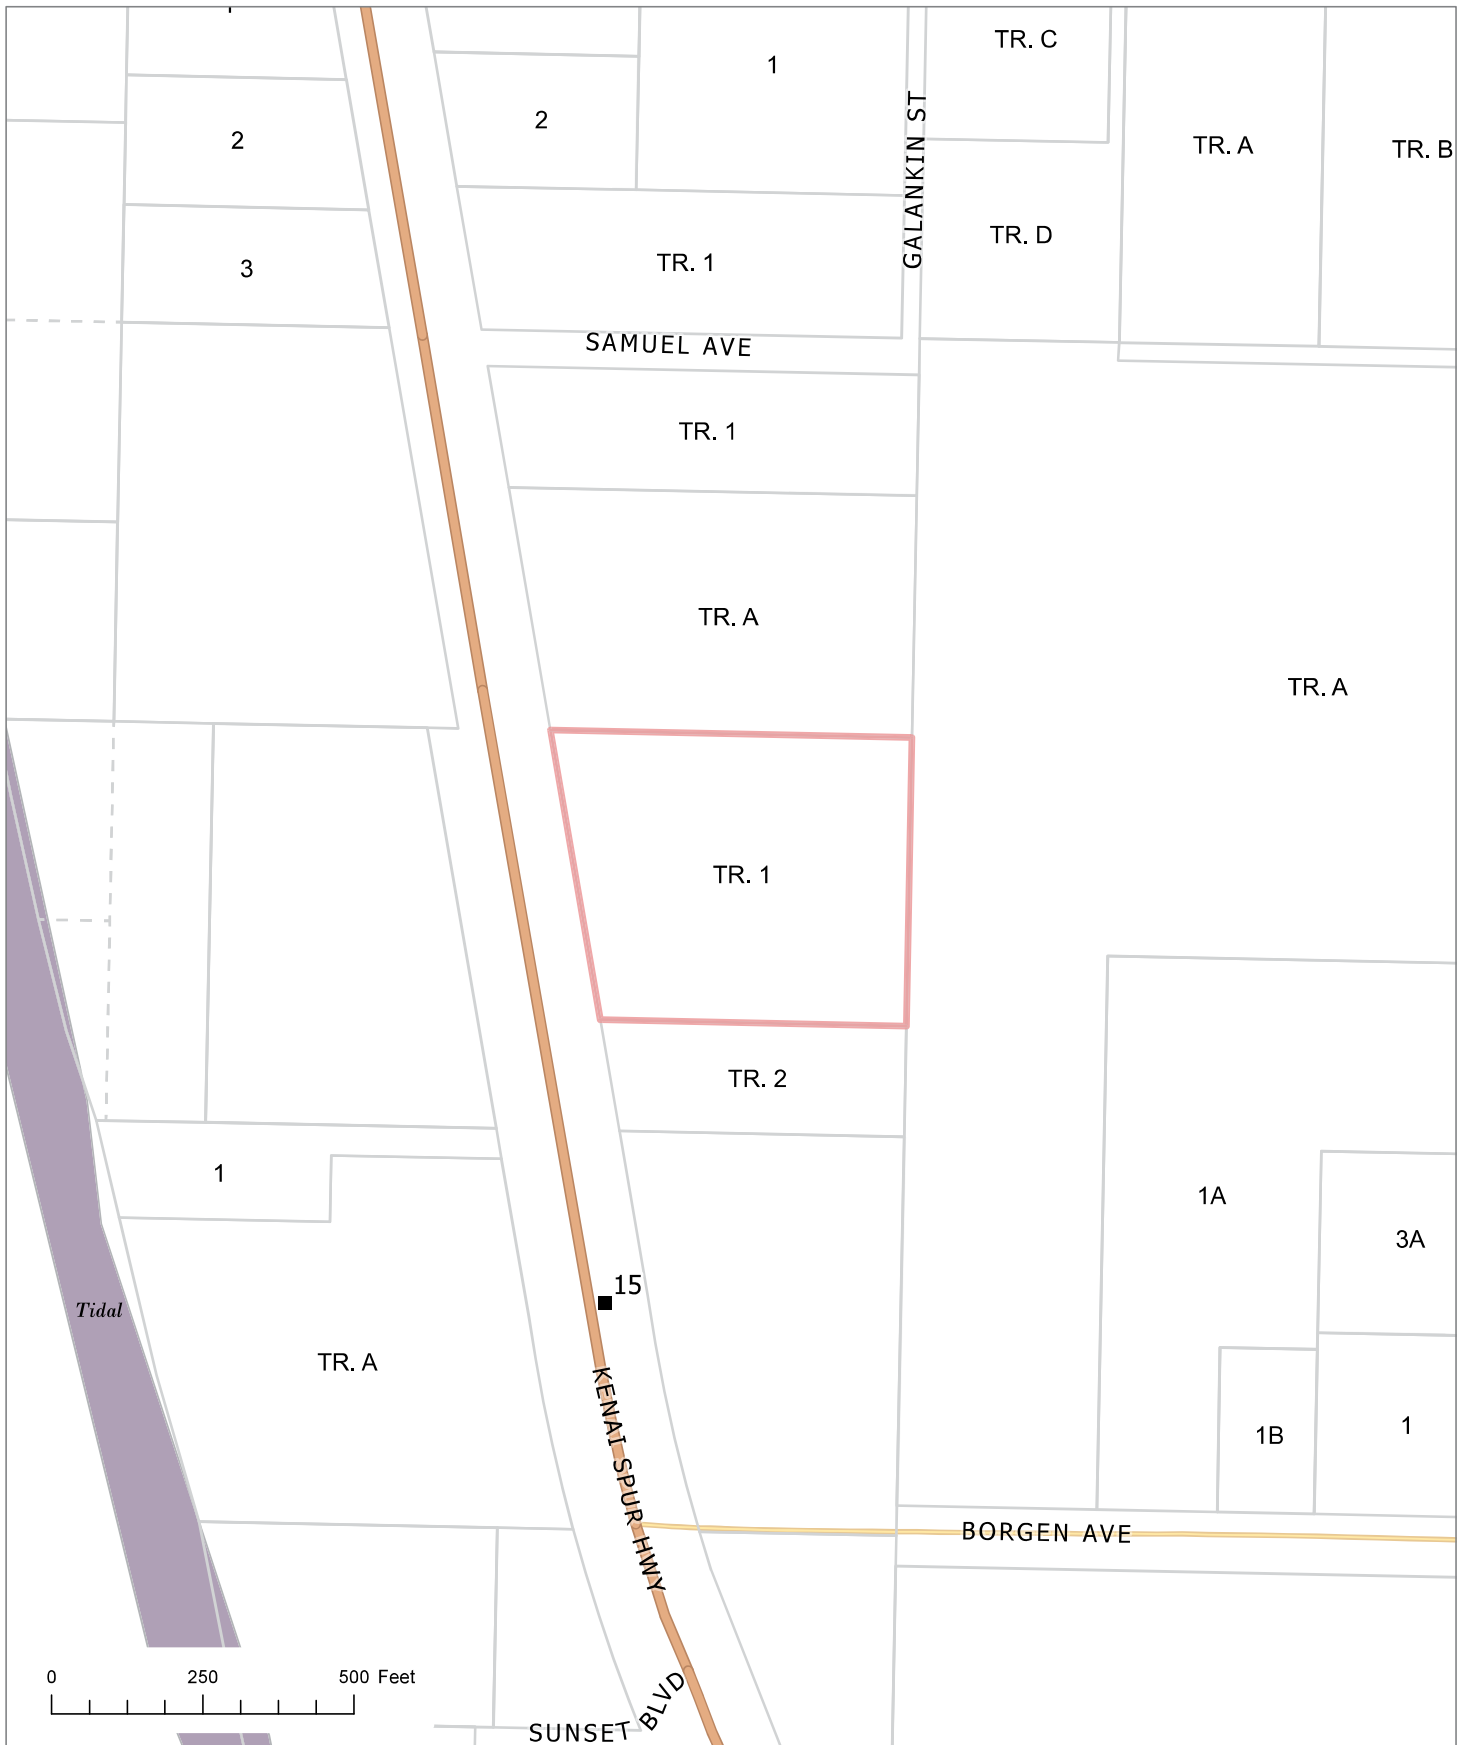 TR. C
1
2
2
TR. A
TR. B
GALANKIN ST
TR. D
3
TR. 1
SAMUEL AVE
TR. 1
TR. A
TR. A
TR. 1
TR. 2
1
1A
3A
15
Tidal
TR. A
1B
1
KENAI SPUR HWY
BORGEN AVE
0 250 500 Feet
SUNSET BLVD